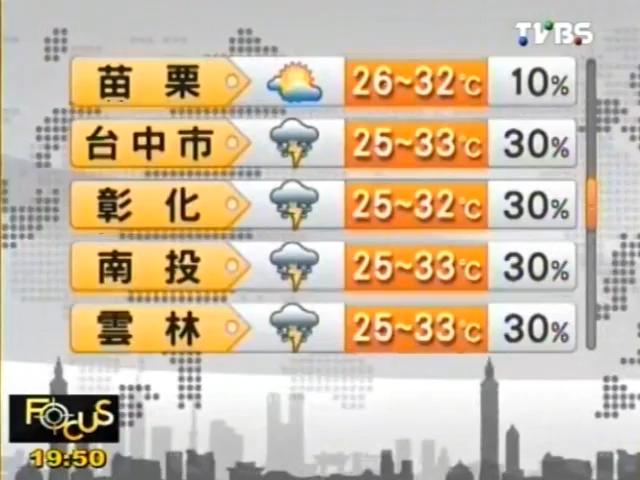 TVBS
苗栗 26~32℃ 10%
台中市 25~33℃ 30%
彰化 25~32℃ 30%
南投 25~33℃ 30%
雲林 25~33℃ 30%
FOCUS
19:50